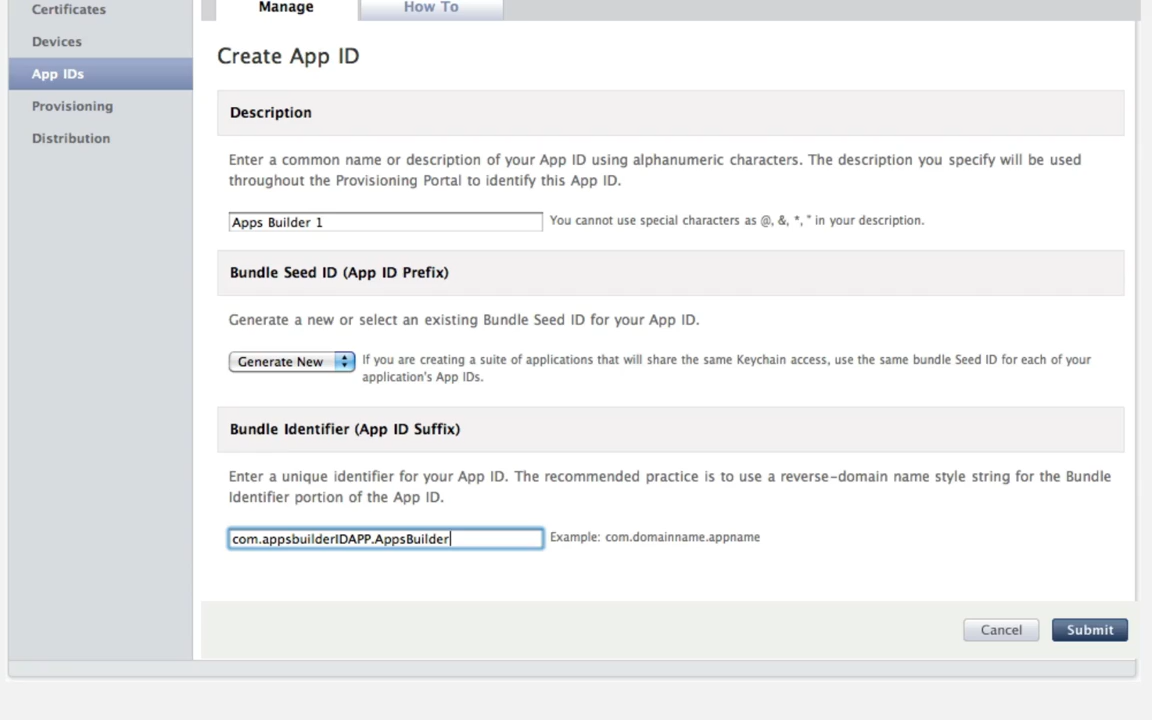 Certificates
Devices
App IDs
Provisioning
Distribution
Manage
How To
Create App ID
Description
Enter a common name or description of your App ID using alphanumeric characters. The description you specify will be used
throughout the Provisioning Portal to identify this App ID.
Apps Builder 1
You cannot use special characters as @, &, *, " in your description.
Bundle Seed ID (App ID Prefix)
Generate a new or select an existing Bundle Seed ID for your App ID.
Generate New
If you are creating a suite of applications that will share the same Keychain access, use the same bundle Seed ID for each of your
application's App IDs.
Bundle Identifier (App ID Suffix)
Enter a unique identifier for your App ID. The recommended practice is to use a reverse-domain name style string for the Bundle
Identifier portion of the App ID.
com.appsbuilderIDAPP.AppsBuilder
Example: com.domainname.appname
Cancel
Submit